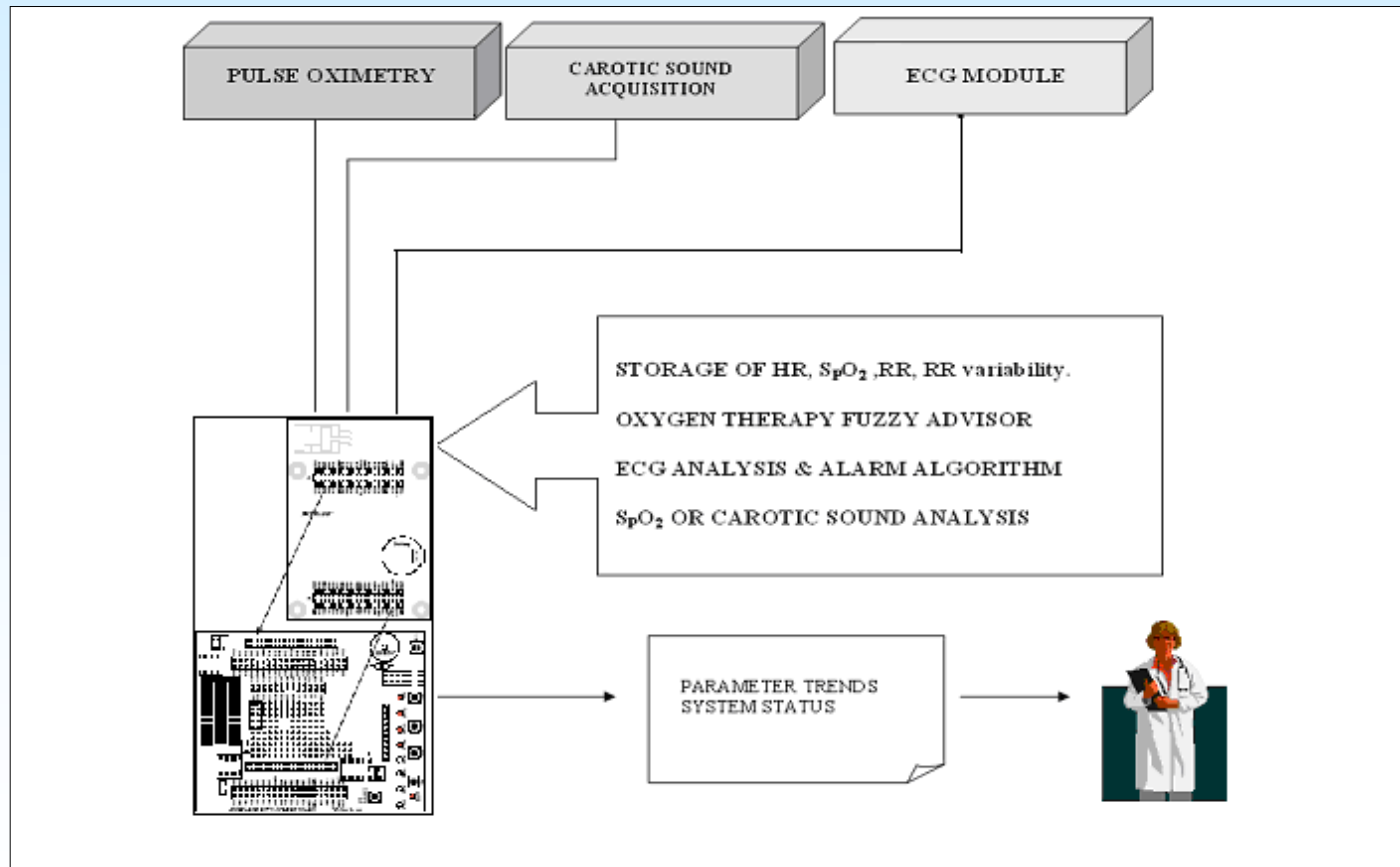 PULSE OXIMETRY
CAROTIC SOUND
ACQUISITION
ECG MODULE
STORAGE OF HR, SPO2 ,RR, RR variability.
OXYGEN THERAPY FUZZY ADVISOR
ECG ANALYSIS & ALARM ALGORITHM
SPO2 OR CAROTIC SOUND ANALYSIS
PARAMETER TRENDS
SYSTEM STATUS